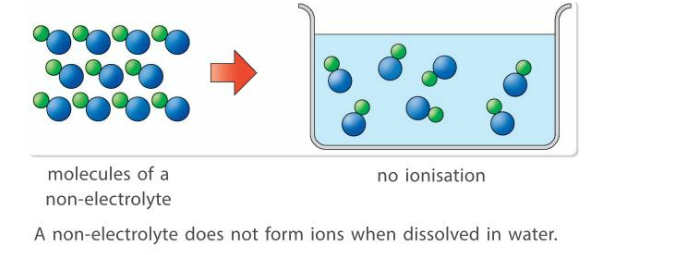 molecules of a
non-electrolyte
no ionisation
A non-electrolyte does not form ions when dissolved in water.